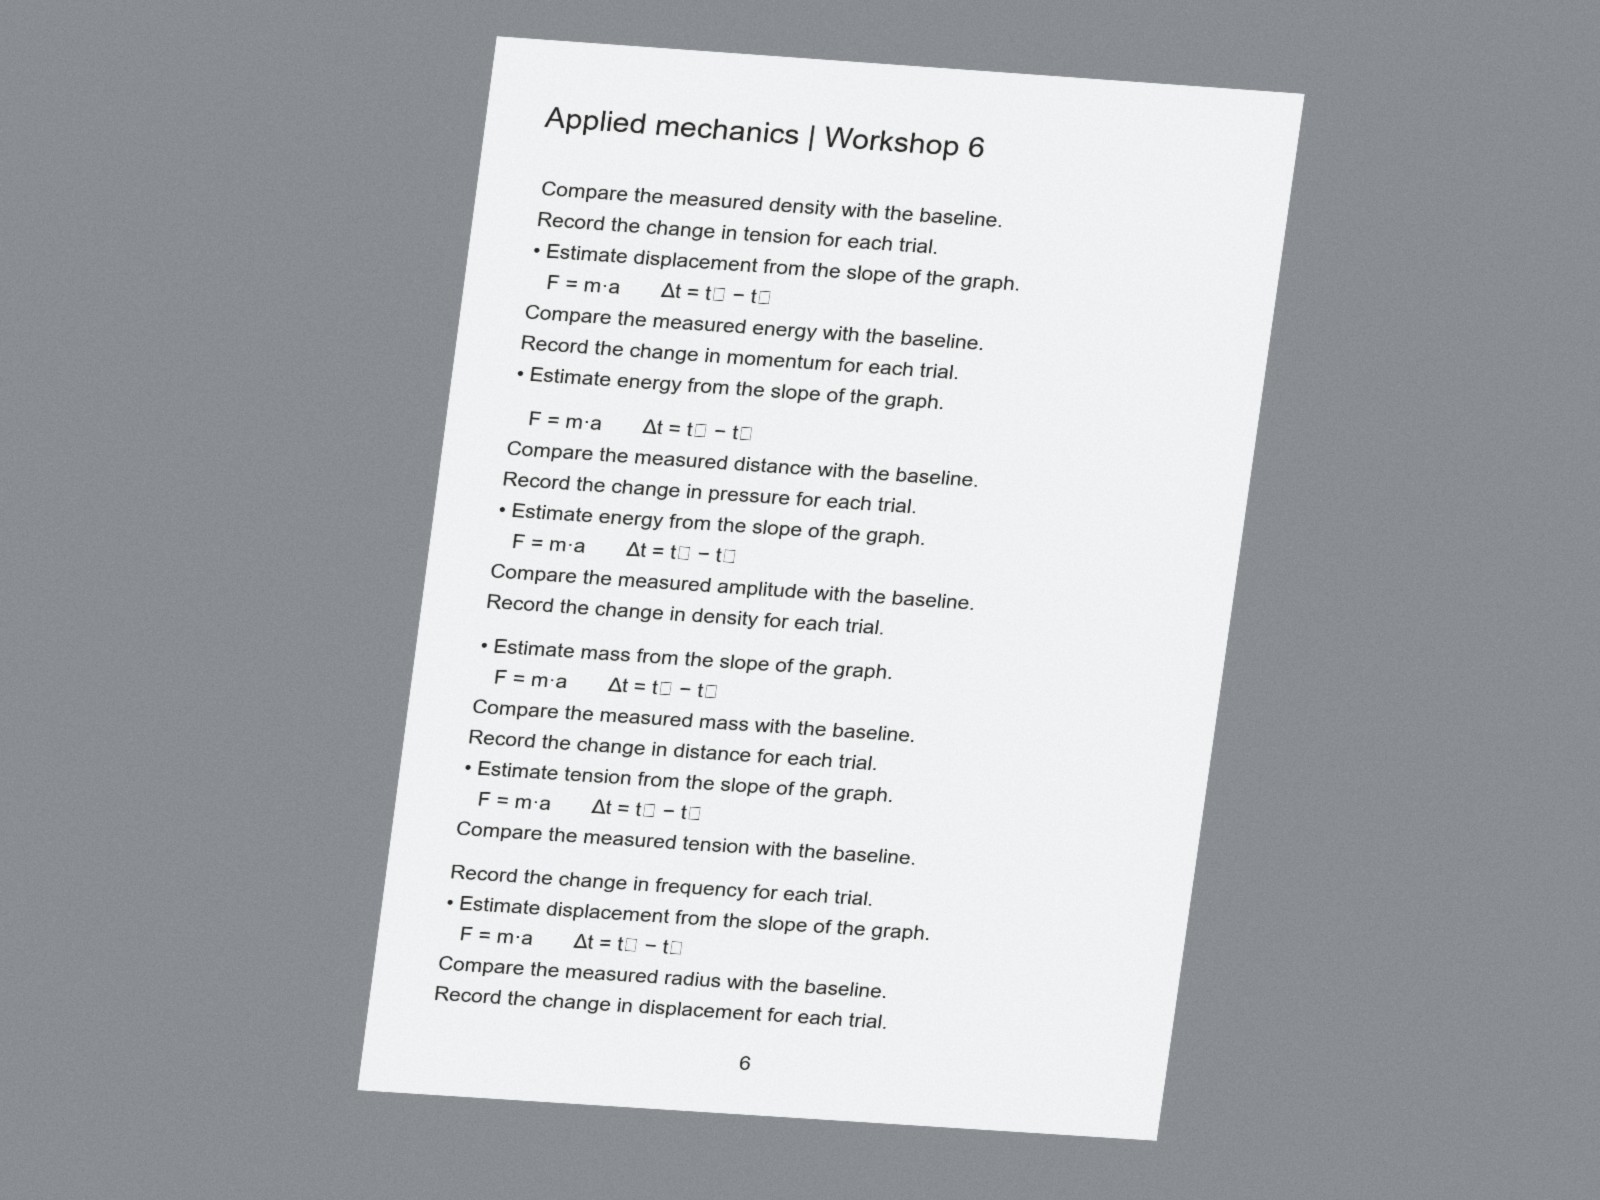 Applied mechanics | Workshop 6
Compare the measured density with the baseline.
Record the change in tension for each trial.
• Estimate displacement from the slope of the graph.
F = m·a Δt = t□ − t□
Compare the measured energy with the baseline.
Record the change in momentum for each trial.
• Estimate energy from the slope of the graph.
F = m·a Δt = t□ − t□
Compare the measured distance with the baseline.
Record the change in pressure for each trial.
• Estimate energy from the slope of the graph.
F = m·a Δt = t□ − t□
Compare the measured amplitude with the baseline.
Record the change in density for each trial.
• Estimate mass from the slope of the graph.
F = m·a Δt = t□ − t□
Compare the measured mass with the baseline.
Record the change in distance for each trial.
• Estimate tension from the slope of the graph.
F = m·a Δt = t□ − t□
Compare the measured tension with the baseline.
Record the change in frequency for each trial.
• Estimate displacement from the slope of the graph.
F = m·a Δt = t□ − t□
Compare the measured radius with the baseline.
Record the change in displacement for each trial.
6